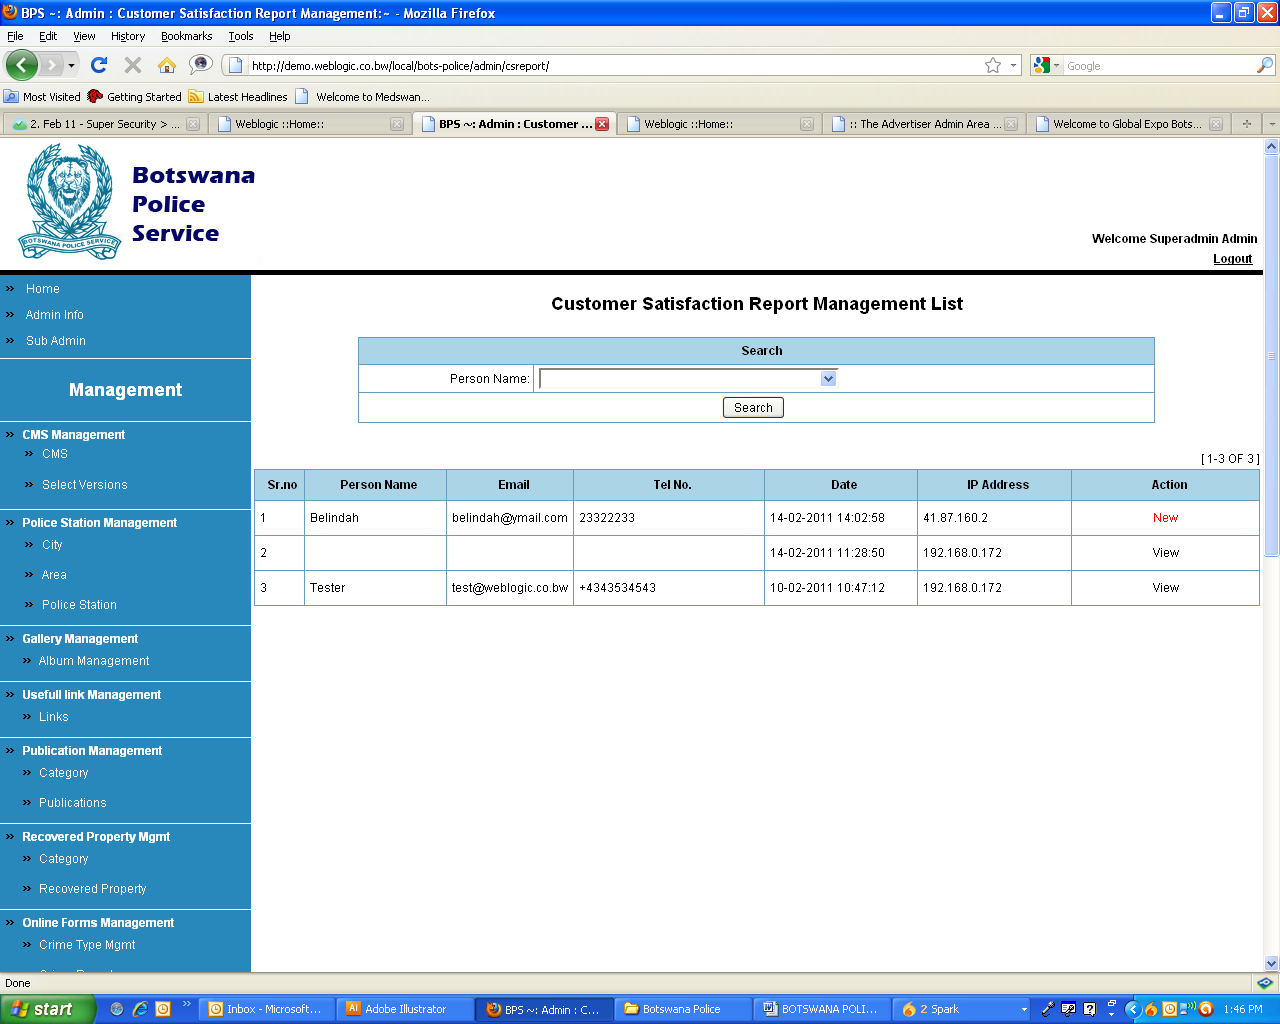 BPS ~: Admin : Customer Satisfaction Report Management:~ - Mozilla Firefox
File Edit View History Bookmarks Tools Help
http://demo.weblogic.co.bw/local/bots-police/admin/csreport/
Google
Most Visited Getting Started Latest Headlines Welcome to Medswan...
2. Feb 11 - Super Security > ... Weblogic ::Home:: BPS ~: Admin : Customer ... Weblogic ::Home:: :: The Advertiser Admin Area ... Welcome to Global Expo Bots...
BOTSWANA POLICE SERVICE
Botswana
Police
Service
Welcome Superadmin Admin
Logout
Home
Admin Info
Sub Admin
Management
CMS Management
CMS
Select Versions
Police Station Management
City
Area
Police Station
Gallery Management
Album Management
Usefull link Management
Links
Publication Management
Category
Publications
Recovered Property Mgmt
Category
Recovered Property
Online Forms Management
Crime Type Mgmt
Customer Satisfaction Report Management List
Search
Person Name:
Search
[ 1-3 OF 3 ]
Sr.no Person Name Email Tel No. Date IP Address Action
1 Belindah belindah@ymail.com 23322233 14-02-2011 14:02:58 41.87.160.2 New
2 14-02-2011 11:28:50 192.168.0.172 View
3 Tester test@weblogic.co.bw +4343534543 10-02-2011 10:47:12 192.168.0.172 View
Done
start Inbox - Microsoft... Adobe Illustrator BPS ~: Admin : C... Botswana Police BOTSWANA POLI... 2 Spark 1:46 PM